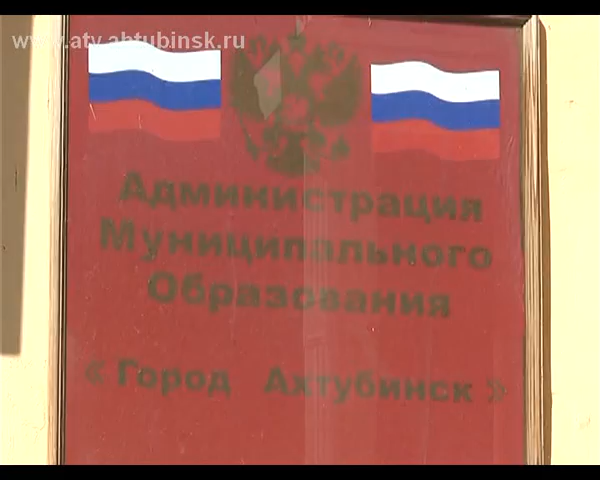 www.atv.ahtubinsk.ru
Администрация
Муниципального
Образования
« Город Ахтубинск »